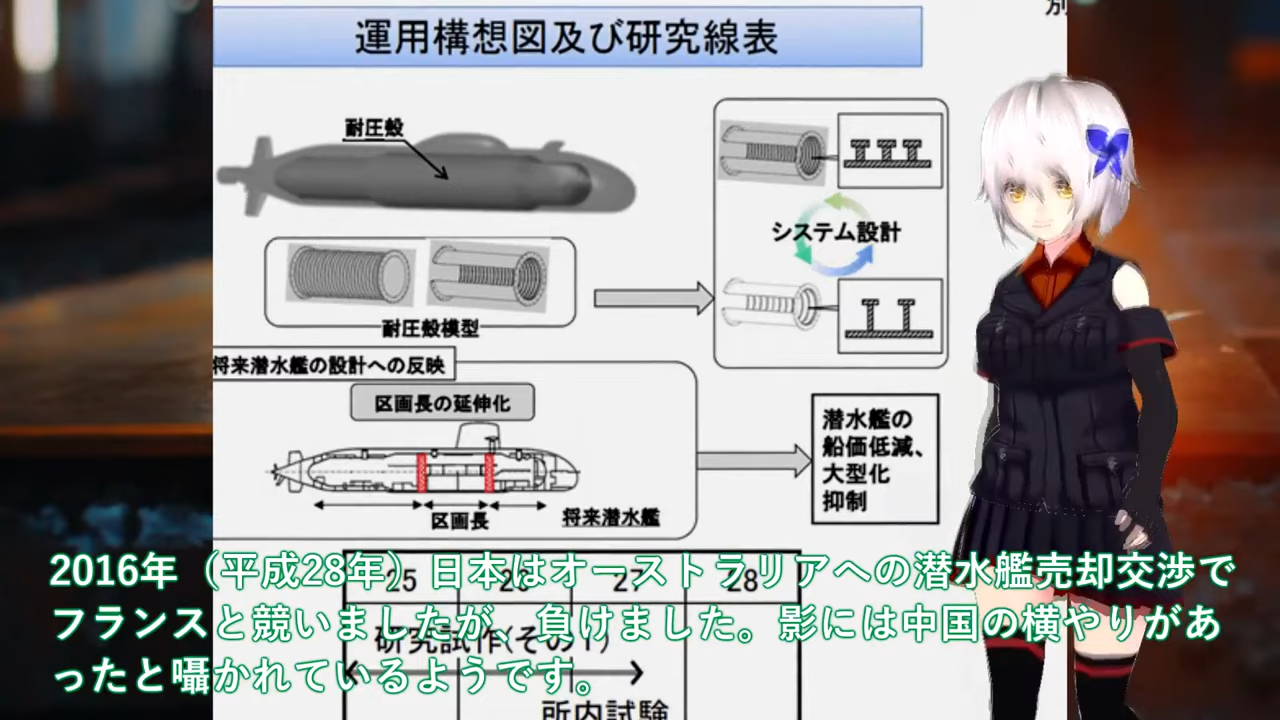 別
運用構想図及び研究線表
耐圧殻
システム設計
耐圧殻模型
将来潜水艦の設計への反映
区画長の延伸化
潜水艦の
船価低減、
大型化
抑制
区画長
将来潜水艦
25 26 27 28
研究試作(その1)
所内試験
2016年（平成28年）日本はオーストラリアへの潜水艦売却交渉で
フランスと競いましたが、負けました。影には中国の横やりがあ
ったと囁かれているようです。